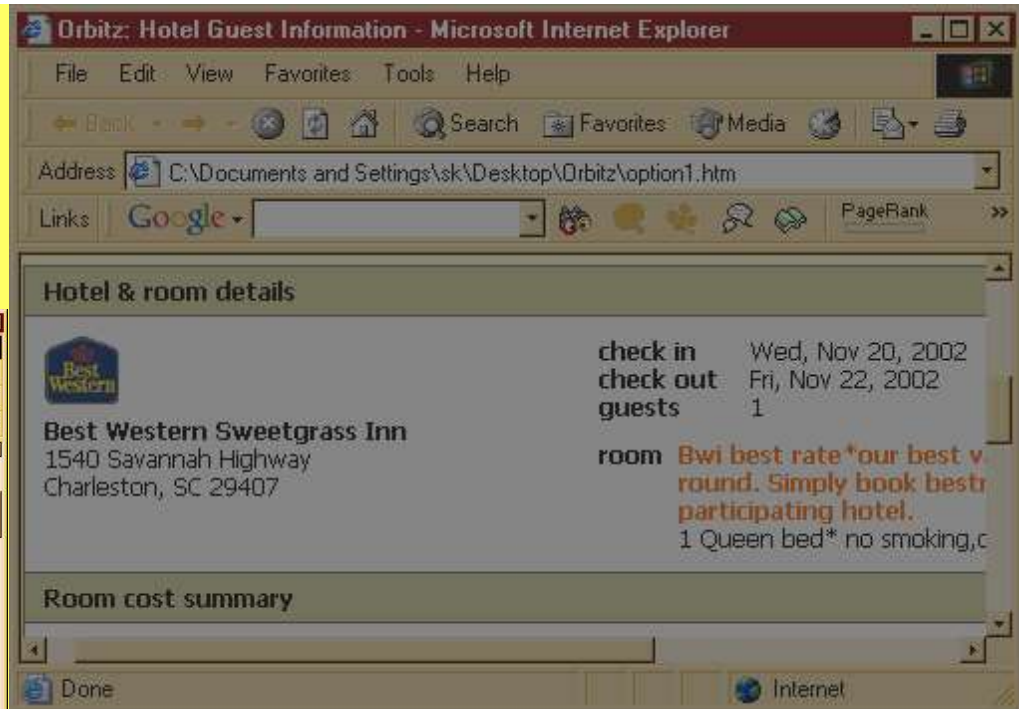 Orbitz: Hotel Guest Information - Microsoft Internet Explorer
File Edit View Favorites Tools Help
Back Search Favorites Media
Address C:\Documents and Settings\sk\Desktop\Orbitz\option1.htm
Links Google PageRank »
Hotel & room details
Best Western
check in Wed, Nov 20, 2002
check out Fri, Nov 22, 2002
guests 1
Best Western Sweetgrass Inn
1540 Savannah Highway
Charleston, SC 29407
room Bwi best rate*our best v
round. Simply book bestr
participating hotel.
1 Queen bed* no smoking,c
Room cost summary
Done Internet